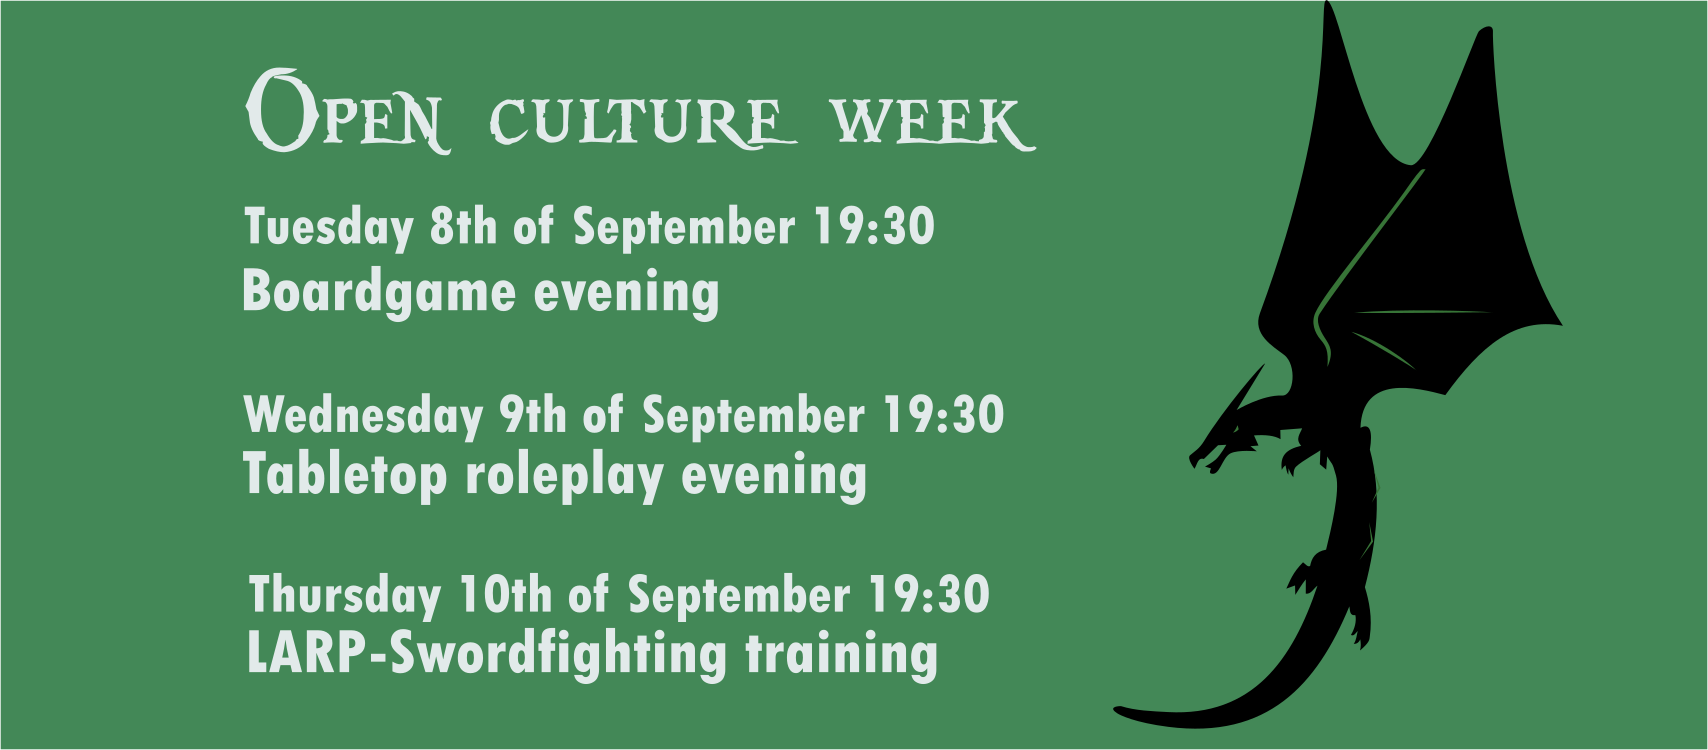 Open culture week
Tuesday 8th of September 19:30
Boardgame evening
Wednesday 9th of September 19:30
Tabletop roleplay evening
Thursday 10th of September 19:30
LARP-Swordfighting training